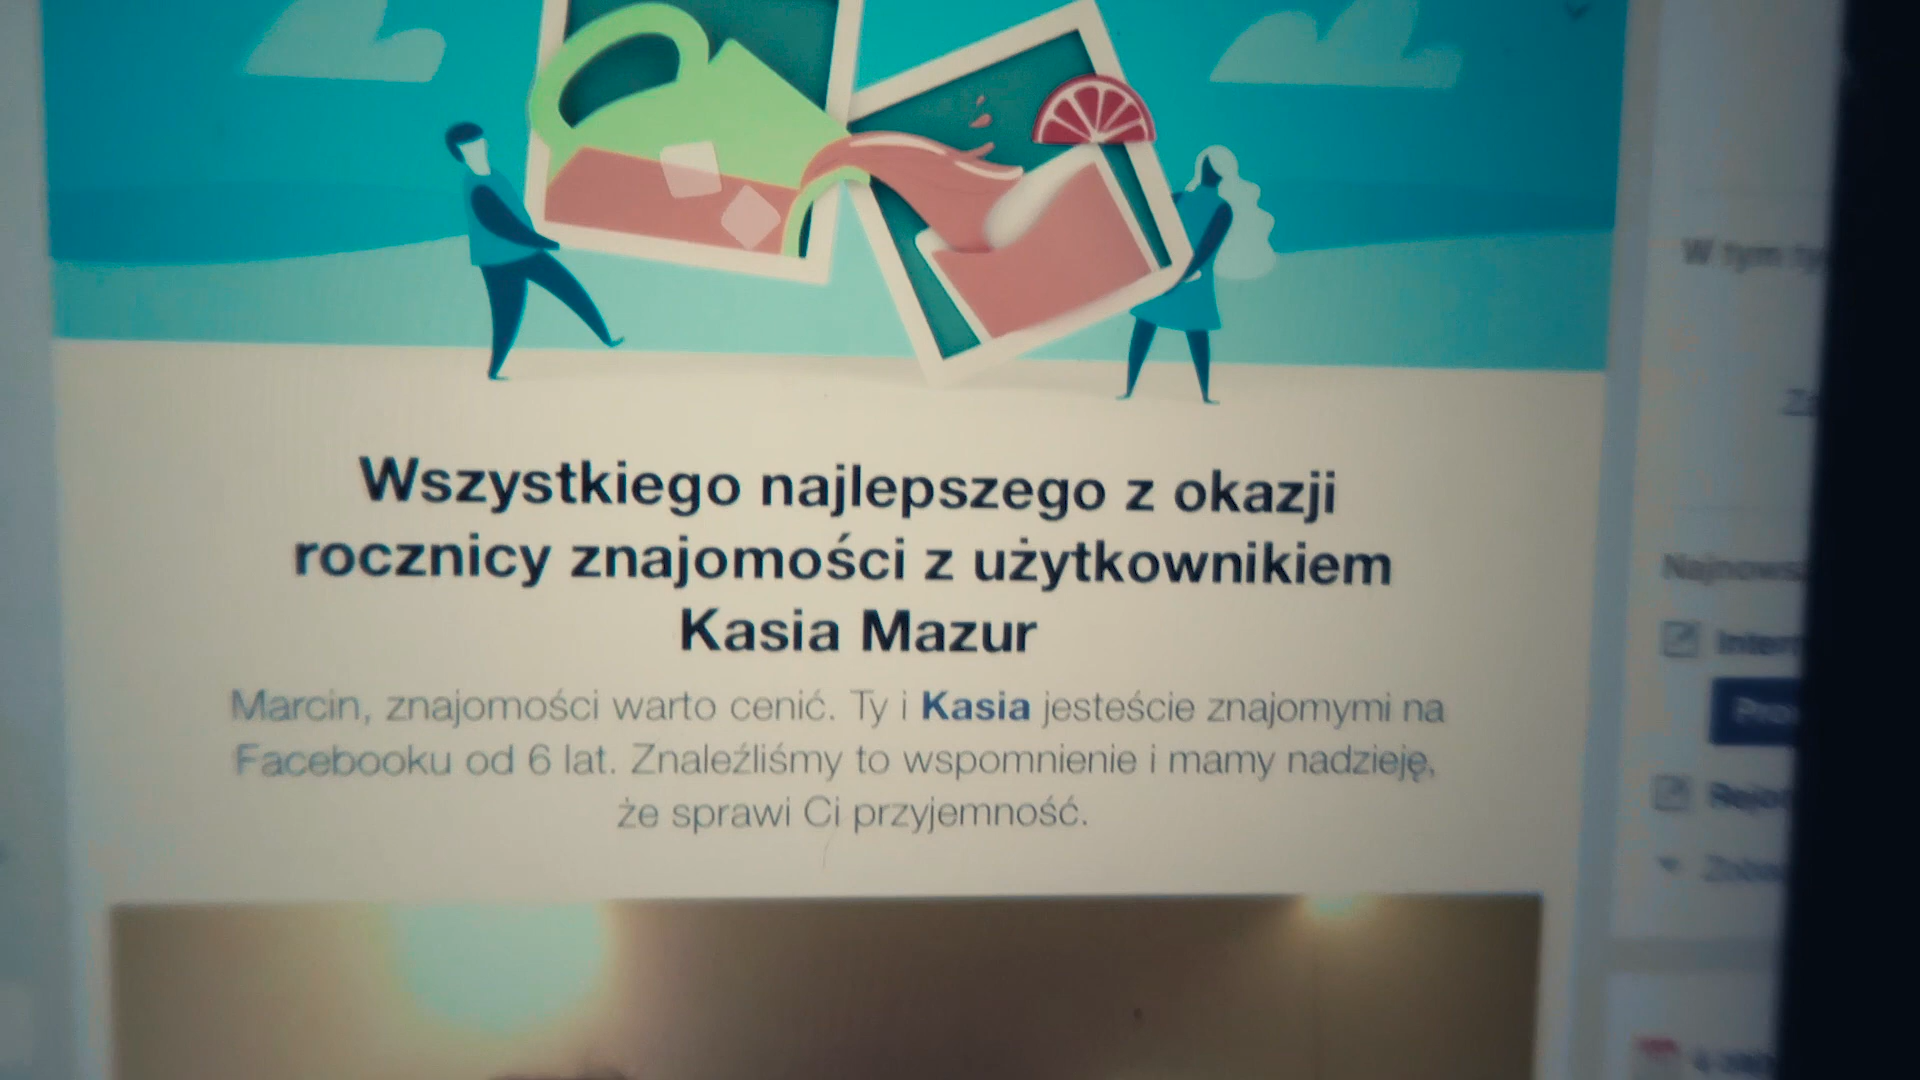 Wszystkiego najlepszego z okazji
rocznicy znajomości z użytkownikiem
Kasia Mazur
Marcin, znajomości warto cenić. Ty i Kasia jesteście znajomymi na
Facebooku od 6 lat. Znaleźliśmy to wspomnienie i mamy nadzieję,
że sprawi Ci przyjemność.
W tym